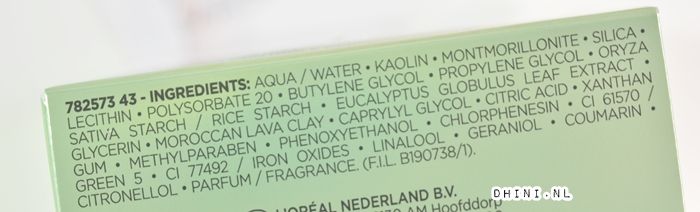 782573 43 - INGREDIENTS: AQUA / WATER • KAOLIN • MONTMORILLONITE • SILICA •
LECITHIN • POLYSORBATE 20 • BUTYLENE GLYCOL • PROPYLENE GLYCOL • ORYZA
SATIVA STARCH / RICE STARCH • EUCALYPTUS GLOBULUS LEAF EXTRACT •
GLYCERIN • MOROCCAN LAVA CLAY • CAPRYLYL GLYCOL • CITRIC ACID • XANTHAN
GUM • METHYLPARABEN • PHENOXYETHANOL • CHLORPHENESIN • CI 61570 /
GREEN 5 • CI 77492 / IRON OXIDES • LINALOOL • GERANIOL • COUMARIN •
CITRONELLOL • PARFUM / FRAGRANCE. (F.I.L. B190738/1).
L'ORÉAL NEDERLAND B.V.
AM Hoofddorp
DHINI.NL